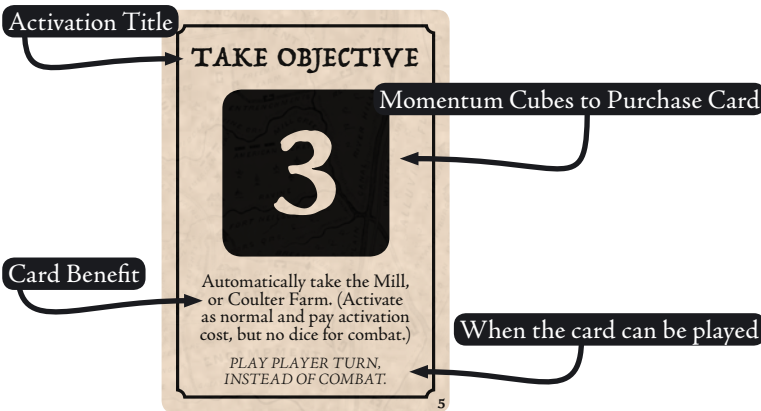 Activation Title
TAKE OBJECTIVE
Momentum Cubes to Purchase Card
3
Card Benefit
Automatically take the Mill,
or Coulter Farm. (Activate
as normal and pay activation
cost, but no dice for combat.)
When the card can be played
PLAY PLAYER TURN,
INSTEAD OF COMBAT.
5